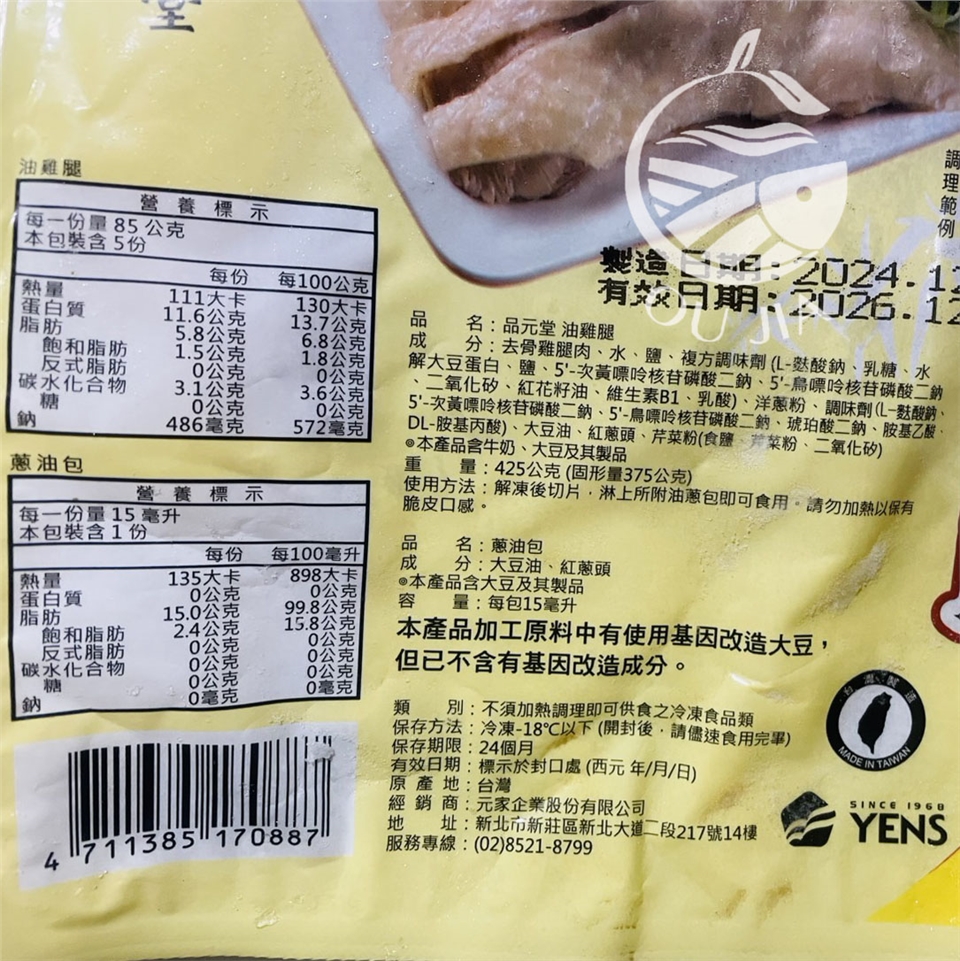 堂
調理範例
油雞腿
營養標示
每一份量 85 公克
本包裝含 5份
每份 每100公克
熱量 111大卡 130大卡
蛋白質 11.6公克 13.7公克
脂肪 5.8公克 6.8公克
飽和脂肪 1.5公克 1.8公克
反式脂肪 0公克 0公克
碳水化合物 3.1公克 3.6公克
糖 0公克 0公克
鈉 486毫克 572毫克
蔥油包
營養標示
每一份量 15 毫升
本包裝含 1 份
每份 每100毫升
熱量 135大卡 898大卡
蛋白質 0公克 0公克
脂肪 15.0公克 99.8公克
飽和脂肪 2.4公克 15.8公克
反式脂肪 0公克 0公克
碳水化合物 0公克 0公克
糖 0公克 0公克
鈉 0毫克 0毫克
4 711385 170887
製造日期:2024.12
有效日期:2026.12
OU JIA
品名：品元堂 油雞腿
成分：去骨雞腿肉、水、鹽、複方調味劑 (L-麩酸鈉、乳糖、水
解大豆蛋白、鹽、5'-次黃嘌呤核苷磷酸二鈉、5'-鳥嘌呤核苷磷酸二鈉
、二氧化矽、紅花籽油、維生素B1、乳酸)、洋蔥粉、調味劑(L-麩酸鈉、
5'-次黃嘌呤核苷磷酸二鈉、5'-鳥嘌呤核苷磷酸二鈉、琥珀酸二鈉、胺基乙酸、
DL-胺基丙酸)、大豆油、紅蔥頭、芹菜粉(食鹽、芹菜粉、二氧化矽)
◎本產品含牛奶、大豆及其製品
重量：425公克 (固形量375公克)
使用方法：解凍後切片，淋上所附油蔥包即可食用。請勿加熱以保有
脆皮口感。
品名：蔥油包
成分：大豆油、紅蔥頭
◎本產品含大豆及其製品
容量：每包15毫升
本產品加工原料中有使用基因改造大豆，
但已不含有基因改造成分。
類別：不須加熱調理即可供食之冷凍食品類
保存方法：冷凍-18℃以下 (開封後，請儘速食用完畢)
保存期限：24個月
有效日期：標示於封口處 (西元 年/月/日)
原產地：台灣
經銷商：元家企業股份有限公司
地址：新北市新莊區新北大道二段217號14樓
服務專線：(02)8521-8799
台灣製造
MADE IN TAIWAN
SINCE 1968
YENS